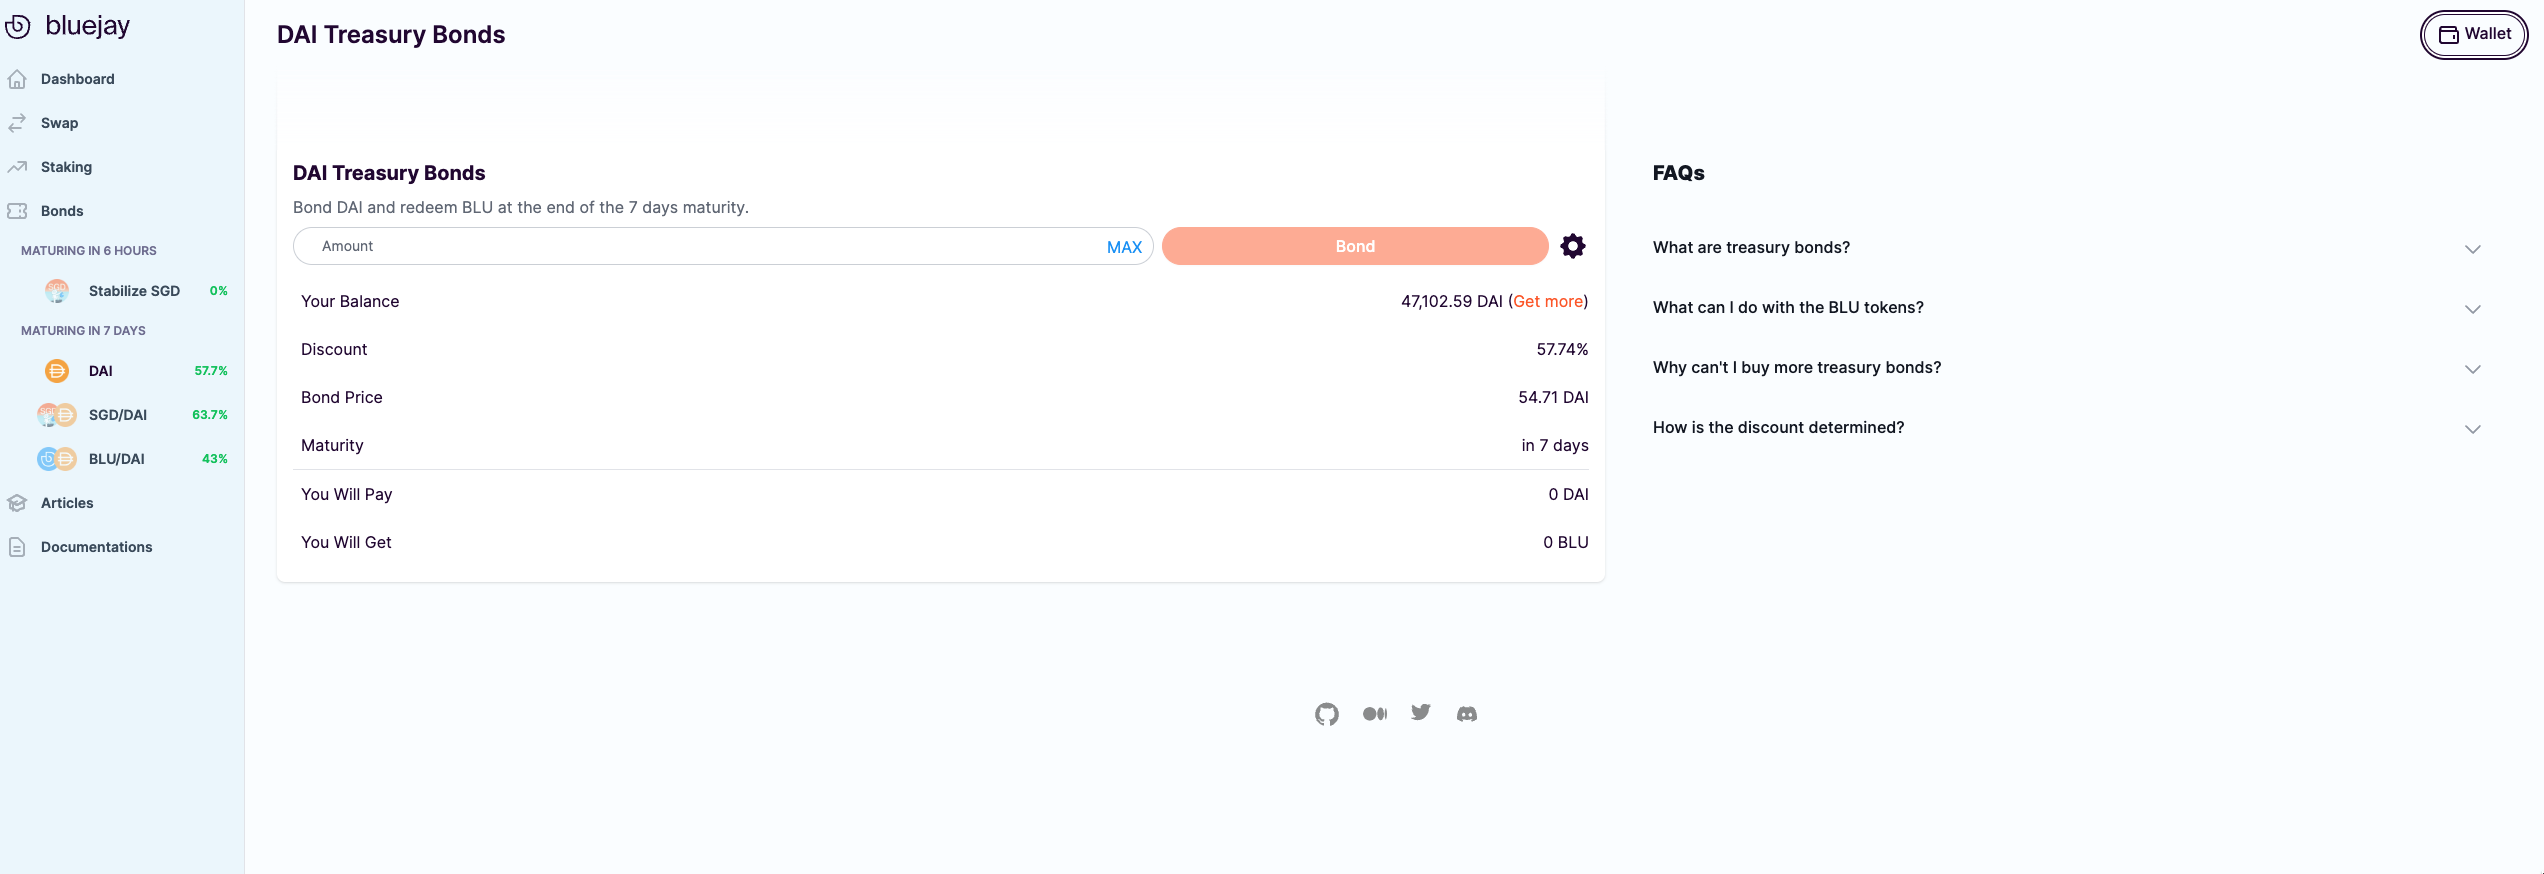 bluejay
Dashboard
Swap
Staking
Bonds
MATURING IN 6 HOURS
Stabilize SGD 0%
MATURING IN 7 DAYS
DAI 57.7%
SGD/DAI 63.7%
BLU/DAI 43%
Articles
Documentations
DAI Treasury Bonds
Wallet
DAI Treasury Bonds
Bond DAI and redeem BLU at the end of the 7 days maturity.
Amount MAX Bond
Your Balance 47,102.59 DAI (Get more)
Discount 57.74%
Bond Price 54.71 DAI
Maturity in 7 days
You Will Pay 0 DAI
You Will Get 0 BLU
FAQs
What are treasury bonds?
What can I do with the BLU tokens?
Why can't I buy more treasury bonds?
How is the discount determined?